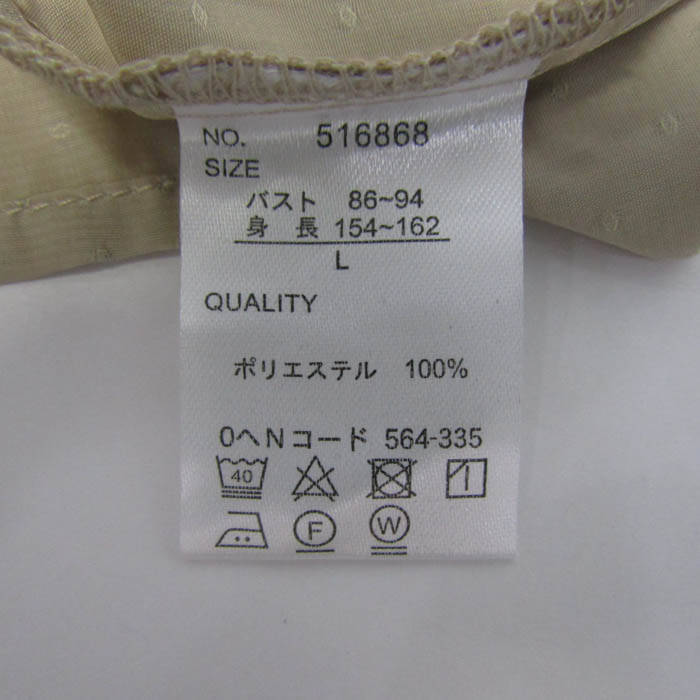 NO. 516868
SIZE
バスト 86~94
身 長 154~162
L
QUALITY
ポリエステル 100%
0ヘNコード 564-335
40
F W